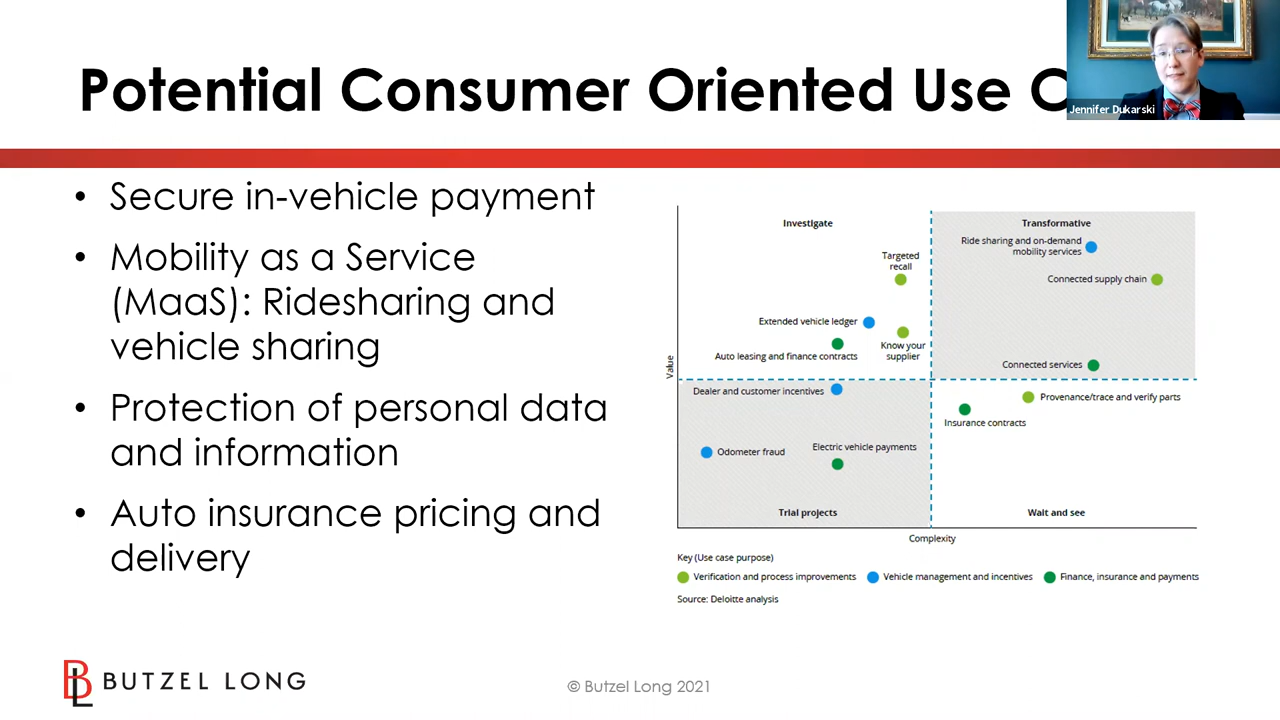 Potential Consumer Oriented Use
Jennifer Dukarski
• Secure in-vehicle payment
• Mobility as a Service
(MaaS): Ridesharing and
vehicle sharing
• Protection of personal data
and information
• Auto insurance pricing and
delivery
Investigate
Transformative
Ride sharing and on-demand
mobility services
Targeted
recall
Connected supply chain
Extended vehicle ledger
Know your
supplier
Auto leasing and finance contracts
Connected services
Value
Dealer and customer incentives
Provenance/trace and verify parts
Insurance contracts
Odometer fraud
Electric vehicle payments
Trial projects
Wait and see
Complexity
Key (Use case purpose)
Verification and process improvements
Vehicle management and incentives
Finance, insurance and payments
Source: Deloitte analysis
BL BUTZEL LONG
© Butzel Long 2021